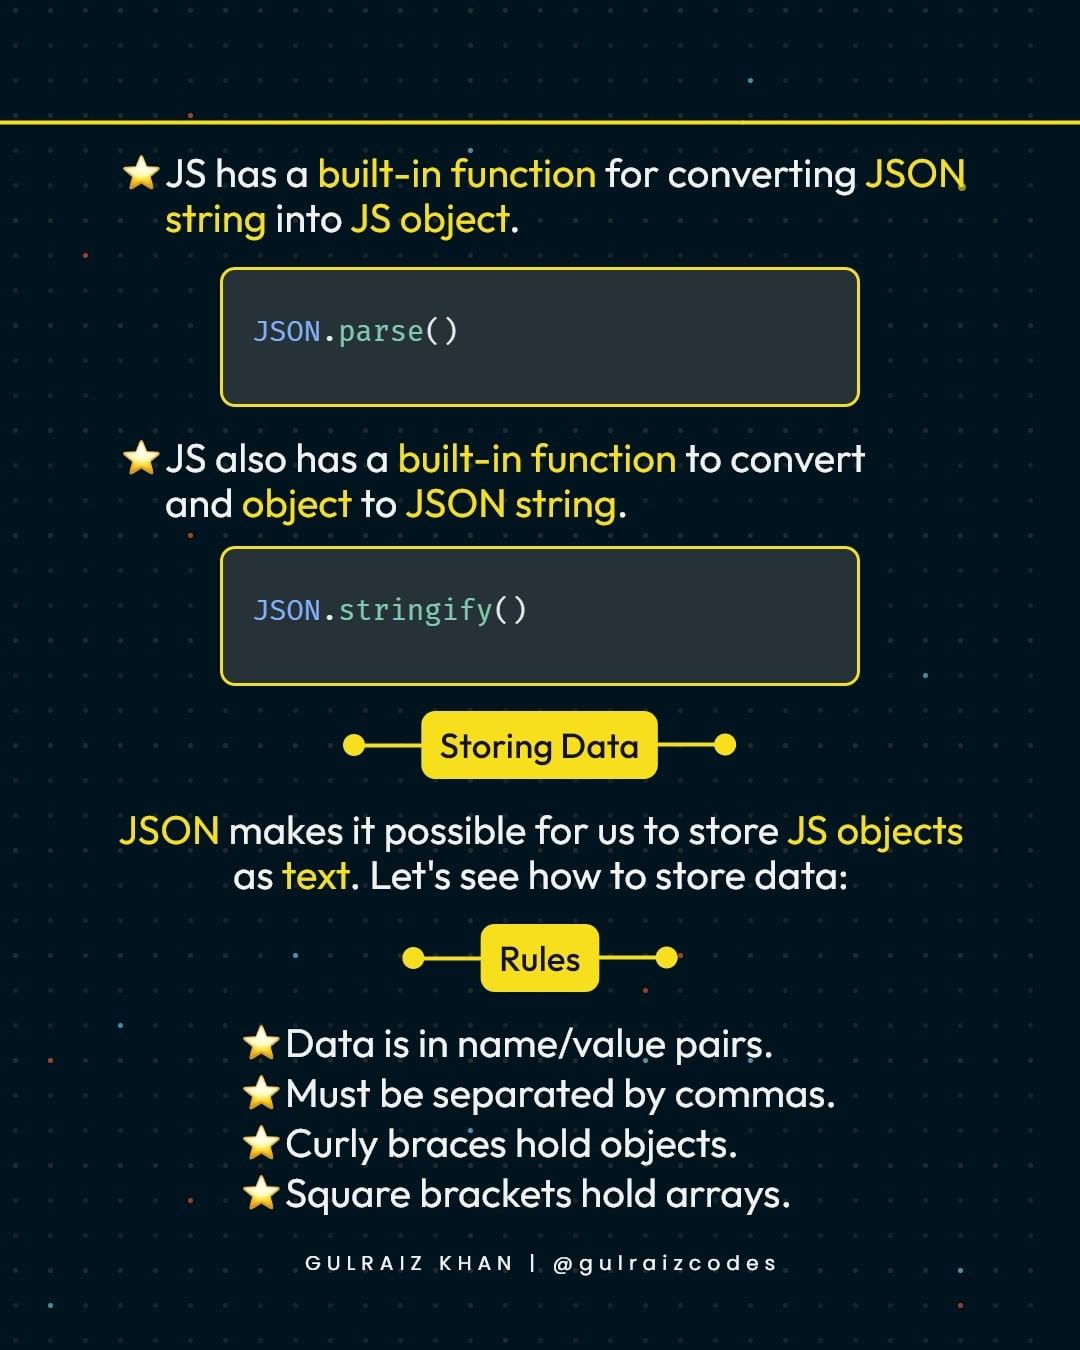 JS has a built-in function for converting JSON
string into JS object.
JSON.parse()
JS also has a built-in function to convert
and object to JSON string.
JSON.stringify()
Storing Data
JSON makes it possible for us to store JS objects
as text. Let's see how to store data:
Rules
Data is in name/value pairs.
Must be separated by commas.
Curly braces hold objects.
Square brackets hold arrays.
GULRAIZ KHAN | @gulraizcodes